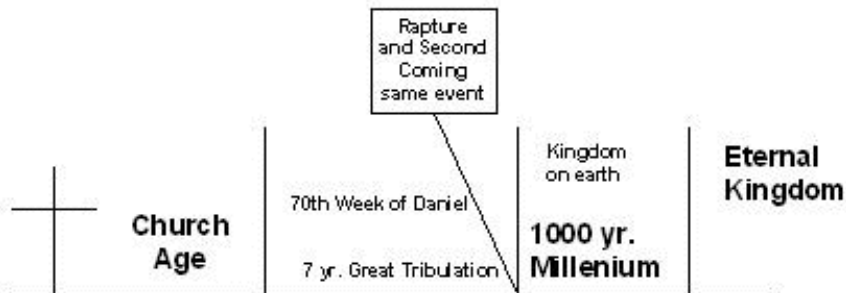 Rapture
and Second
Coming
same event
Church
Age
70th Week of Daniel
7 yr. Great Tribulation
Kingdom
on earth
1000 yr.
Millenium
Eternal
Kingdom